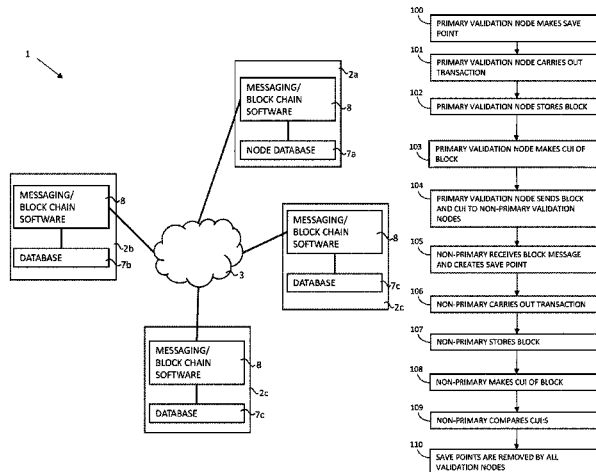 1
2a
MESSAGING/
BLOCK CHAIN
SOFTWARE
8
NODE DATABASE
7a
MESSAGING/
BLOCK CHAIN
SOFTWARE
8
DATABASE
2b
7b
3
MESSAGING/
BLOCK CHAIN
SOFTWARE
8
DATABASE
7c
2c
MESSAGING/
BLOCK CHAIN
SOFTWARE
8
2c
DATABASE
7c
100
PRIMARY VALIDATION NODE MAKES SAVE
POINT
101
PRIMARY VALIDATION NODE CARRIES OUT
TRANSACTION
102
PRIMARY VALIDATION NODE STORES BLOCK
103
PRIMARY VALIDATION NODE MAKES CUI OF
BLOCK
104
PRIMARY VALIDATION NODE SENDS BLOCK
AND CUI TO NON-PRIMARY VALIDATION
NODES
105
NON-PRIMARY RECEIVES BLOCK MESSAGE
AND CREATES SAVE POINT
106
NON-PRIMARY CARRIES OUT TRANSACTION
107
NON-PRIMARY STORES BLOCK
108
NON-PRIMARY MAKES CUI OF BLOCK
109
NON-PRIMARY COMPARES CUI:S
110
SAVE POINTS ARE REMOVED BY ALL
VALIDATION NODES